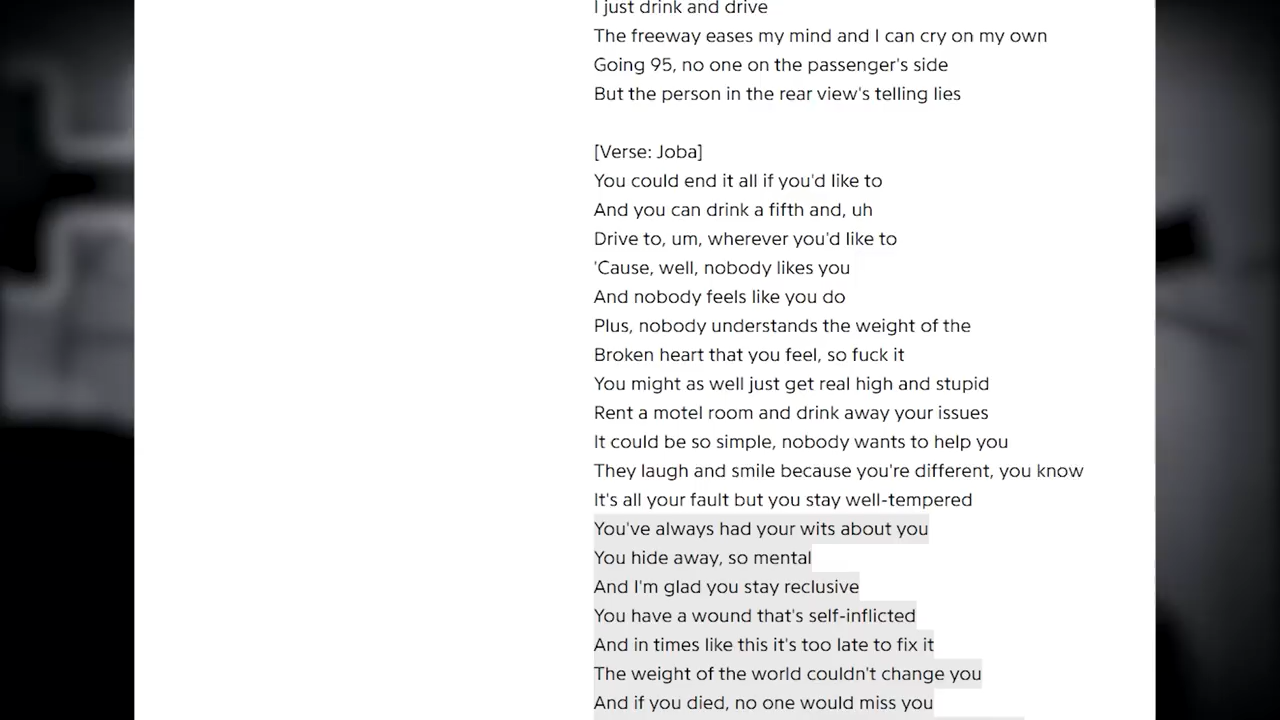 I just drink and drive
The freeway eases my mind and I can cry on my own
Going 95, no one on the passenger's side
But the person in the rear view's telling lies
[Verse: Joba]
You could end it all if you'd like to
And you can drink a fifth and, uh
Drive to, um, wherever you'd like to
'Cause, well, nobody likes you
And nobody feels like you do
Plus, nobody understands the weight of the
Broken heart that you feel, so fuck it
You might as well just get real high and stupid
Rent a motel room and drink away your issues
It could be so simple, nobody wants to help you
They laugh and smile because you're different, you know
It's all your fault but you stay well-tempered
You've always had your wits about you
You hide away, so mental
And I'm glad you stay reclusive
You have a wound that's self-inflicted
And in times like this it's too late to fix it
The weight of the world couldn't change you
And if you died, no one would miss you